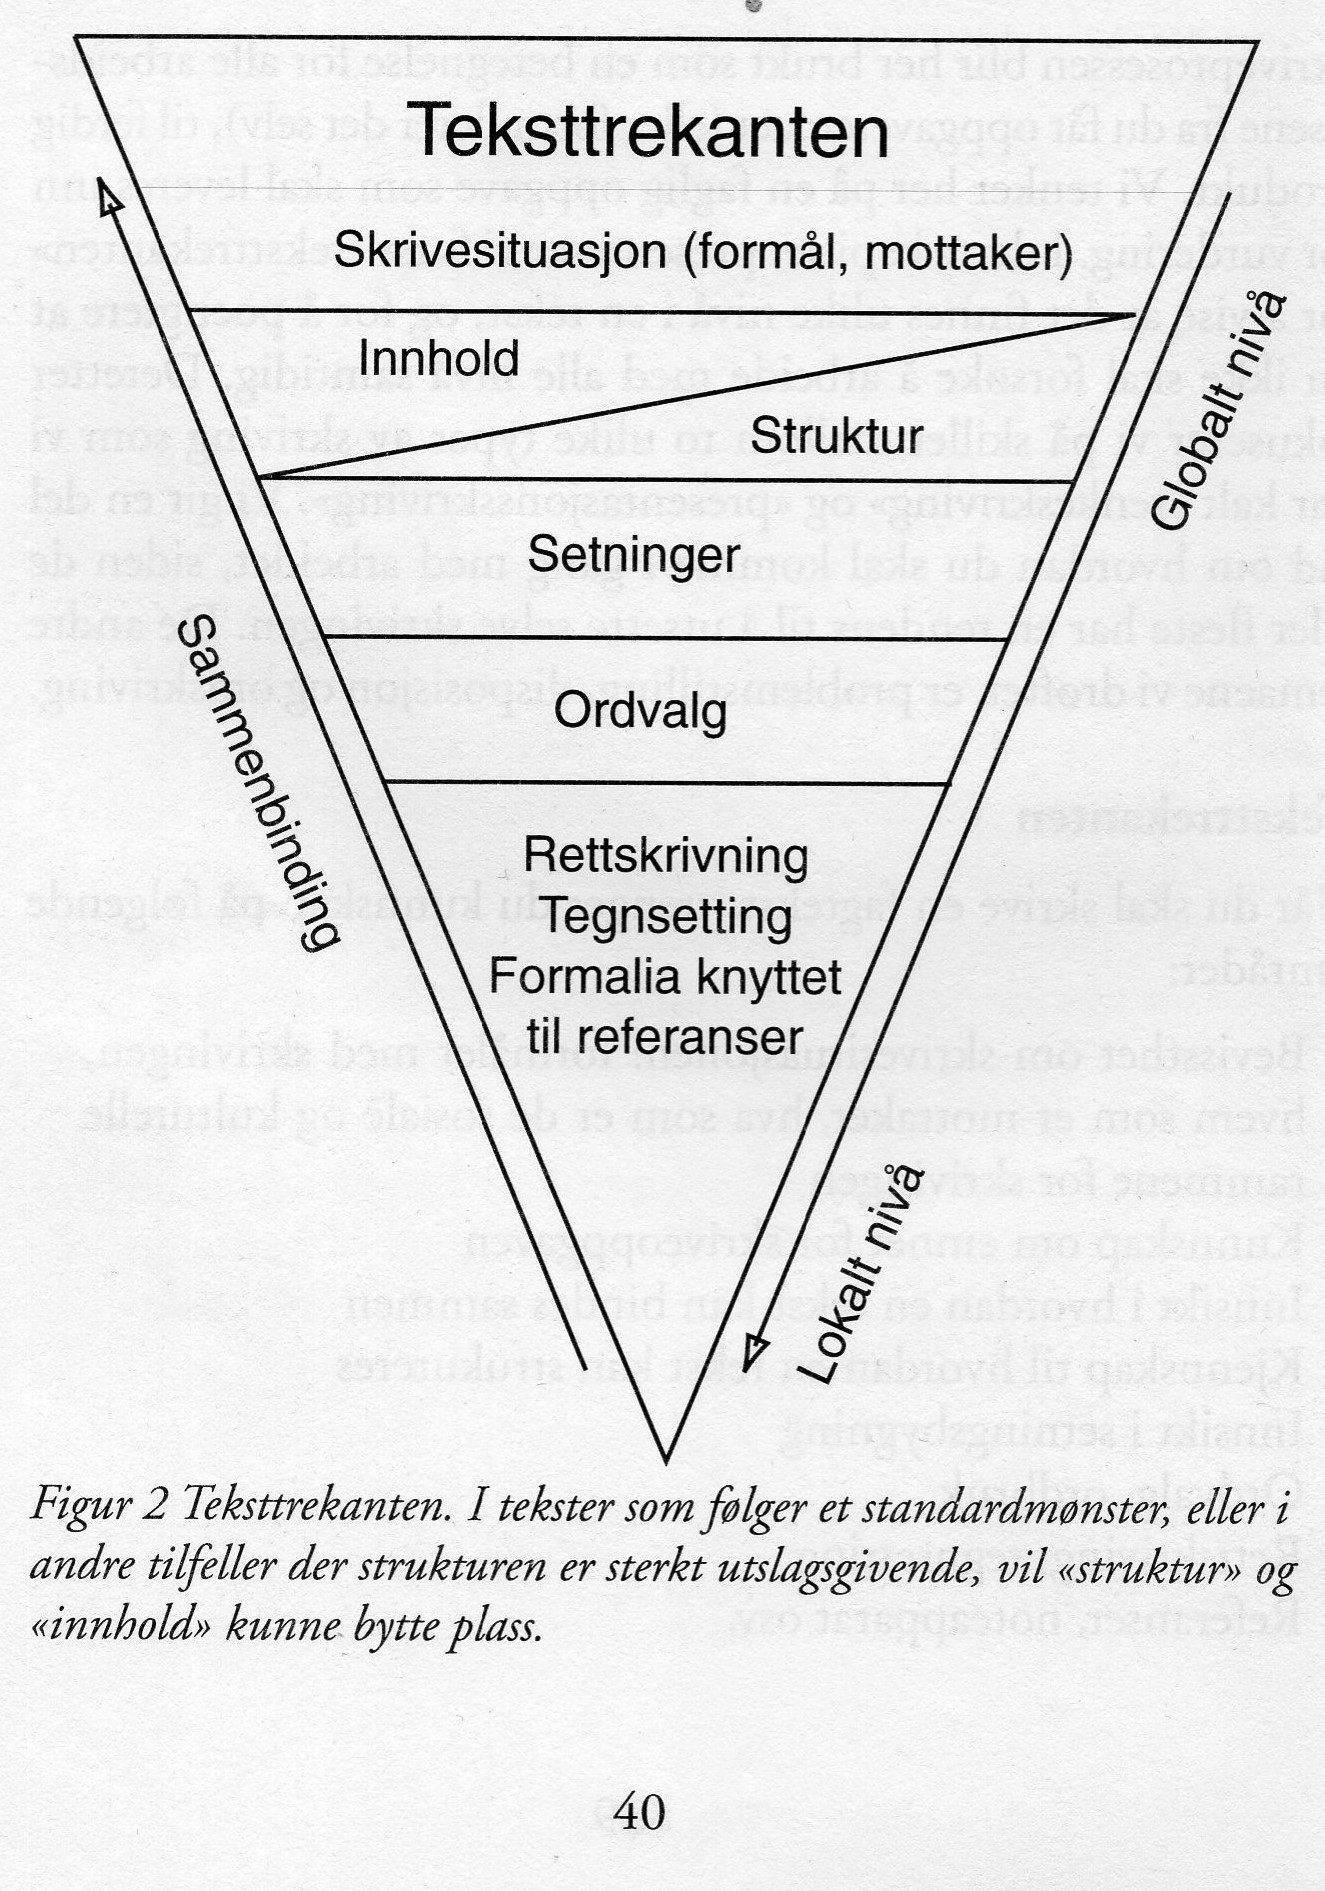 Teksttrekanten
Skrivesituasjon (formål, mottaker)
Innhold
Struktur
Setninger
Ordvalg
Rettskrivning
Tegnsetting
Formalia knyttet
til referanser
Sammenbinding
Globalt nivå
Lokalt nivå
Figur 2 Teksttrekanten. I tekster som følger et standardmønster, eller i
andre tilfeller der strukturen er sterkt utslagsgivende, vil «struktur» og
«innhold» kunne bytte plass.
40